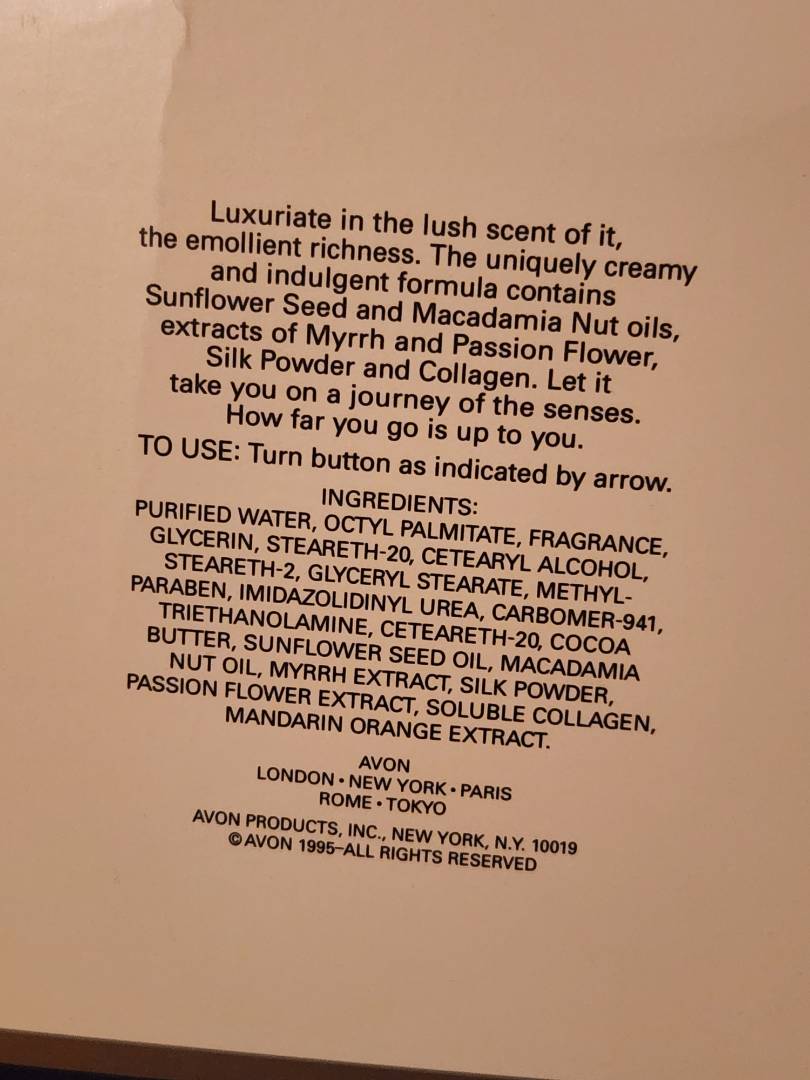 Luxuriate in the lush scent of it,
the emollient richness. The uniquely creamy
and indulgent formula contains
Sunflower Seed and Macadamia Nut oils,
extracts of Myrrh and Passion Flower,
Silk Powder and Collagen. Let it
take you on a journey of the senses.
How far you go is up to you.
TO USE: Turn button as indicated by arrow.
INGREDIENTS:
PURIFIED WATER, OCTYL PALMITATE, FRAGRANCE,
GLYCERIN, STEARETH-20, CETEARYL ALCOHOL,
STEARETH-2, GLYCERYL STEARATE, METHYL-
PARABEN, IMIDAZOLIDINYL UREA, CARBOMER-941,
TRIETHANOLAMINE, CETEARETH-20, COCOA
BUTTER, SUNFLOWER SEED OIL, MACADAMIA
NUT OIL, MYRRH EXTRACT, SILK POWDER,
PASSION FLOWER EXTRACT, SOLUBLE COLLAGEN,
MANDARIN ORANGE EXTRACT.
AVON
LONDON • NEW YORK • PARIS
ROME • TOKYO
AVON PRODUCTS, INC., NEW YORK, N.Y. 10019
©AVON 1995–ALL RIGHTS RESERVED